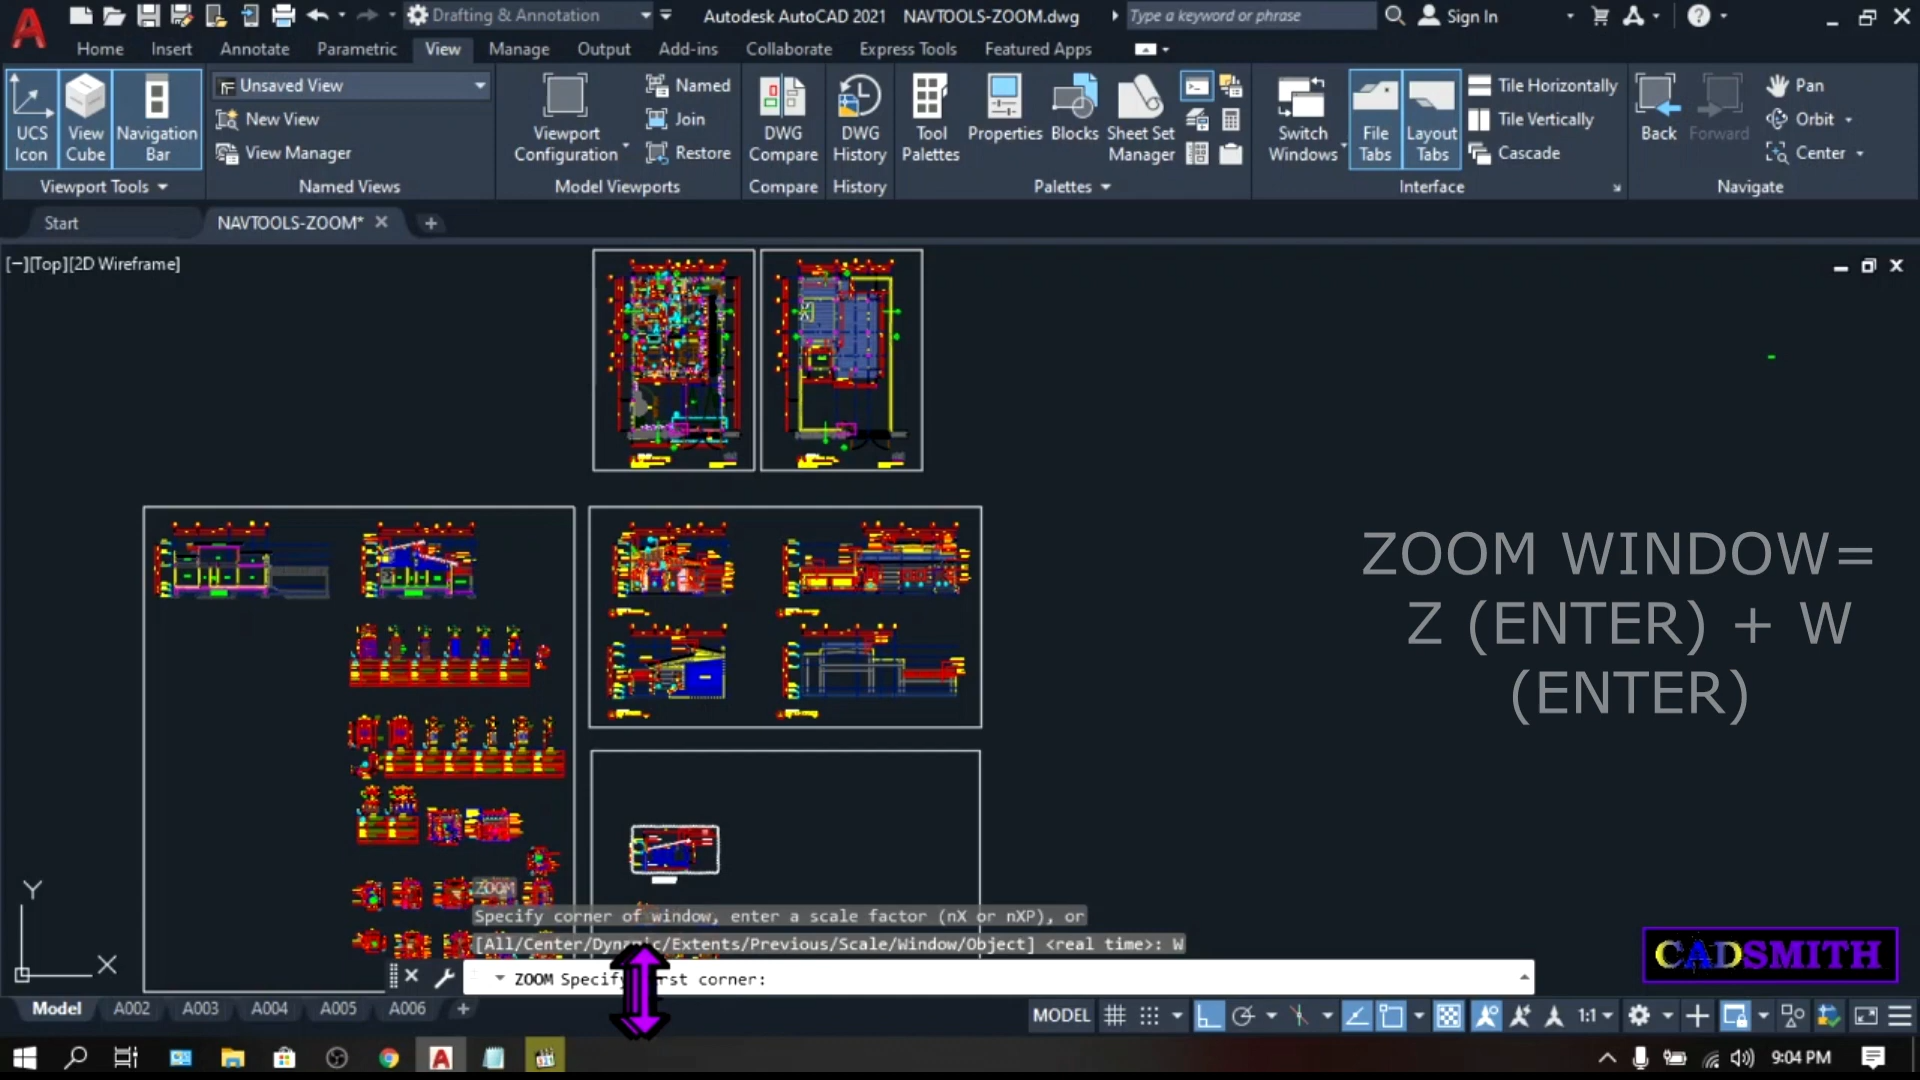 Drafting & Annotation
Autodesk AutoCAD 2021 NAVTOOLS-ZOOM.dwg
Type a keyword or phrase
Sign In
Home Insert Annotate Parametric View Manage Output Add-ins Collaborate Express Tools Featured Apps
UCS Icon
View Cube
Navigation Bar
Viewport Tools
Unsaved View
New View
View Manager
Named Views
Viewport Configuration
Named
Join
Restore
Model Viewports
DWG Compare
Compare
DWG History
History
Tool Palettes
Properties
Blocks
Sheet Set Manager
Palettes
Switch Windows
File Tabs
Layout Tabs
Tile Horizontally
Tile Vertically
Cascade
Interface
Back
Forward
Pan
Orbit
Center
Navigate
Start
NAVTOOLS-ZOOM*
[−][Top][2D Wireframe]
ZOOM WINDOW=
Z (ENTER) + W
(ENTER)
Y
X
ZOOM
Specify corner of window, enter a scale factor (nX or nXP), or
[All/Center/Dynamic/Extents/Previous/Scale/Window/Object] <real time>: W
ZOOM Specify first corner:
CADSMITH
Model A002 A003 A004 A005 A006
MODEL
1:1
9:04 PM